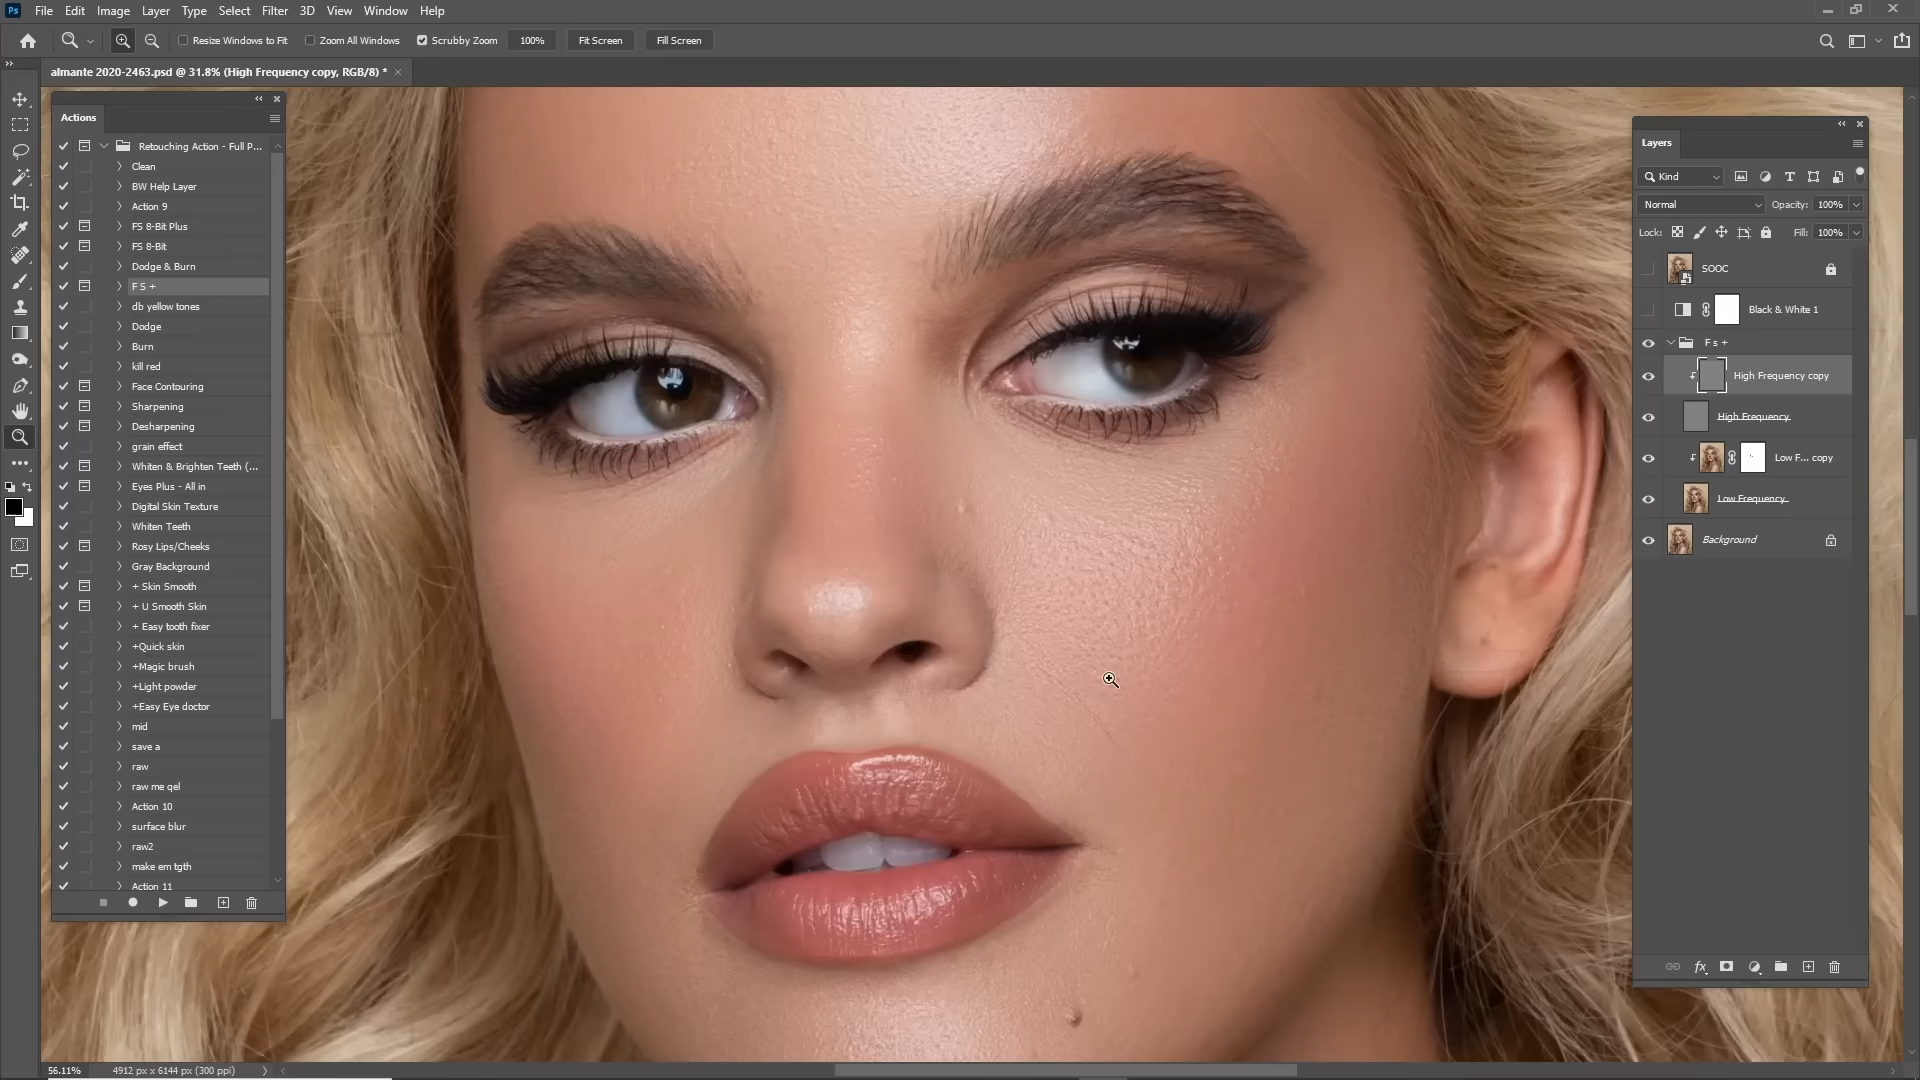 Ps File Edit Image Layer Type Select Filter 3D View Window Help
Resize Windows to Fit Zoom All Windows Scrubby Zoom 100% Fit Screen Fill Screen
almante 2020-2463.psd @ 31.8% (High Frequency copy, RGB/8) *
Actions
Retouching Action - Full P...
Clean
BW Help Layer
Action 9
FS 8-Bit Plus
FS 8-Bit
Dodge & Burn
F S +
db yellow tones
Dodge
Burn
kill red
Face Contouring
Sharpening
Desharpening
grain effect
Whiten & Brighten Teeth (...
Eyes Plus - All in
Digital Skin Texture
Whiten Teeth
Rosy Lips/Cheeks
Gray Background
+ Skin Smooth
+ U Smooth Skin
+ Easy tooth fixer
+Quick skin
+Magic brush
+Light powder
+Easy Eye doctor
mid
save a
raw
raw me qel
Action 10
surface blur
raw2
make em tgth
Action 11
Layers
Kind
Normal Opacity: 100%
Lock: Fill: 100%
SOOC
Black & White 1
F s +
High Frequency copy
High Frequency
Low F... copy
Low Frequency
Background
fx
56.11% 4912 px x 6144 px (300 ppi)